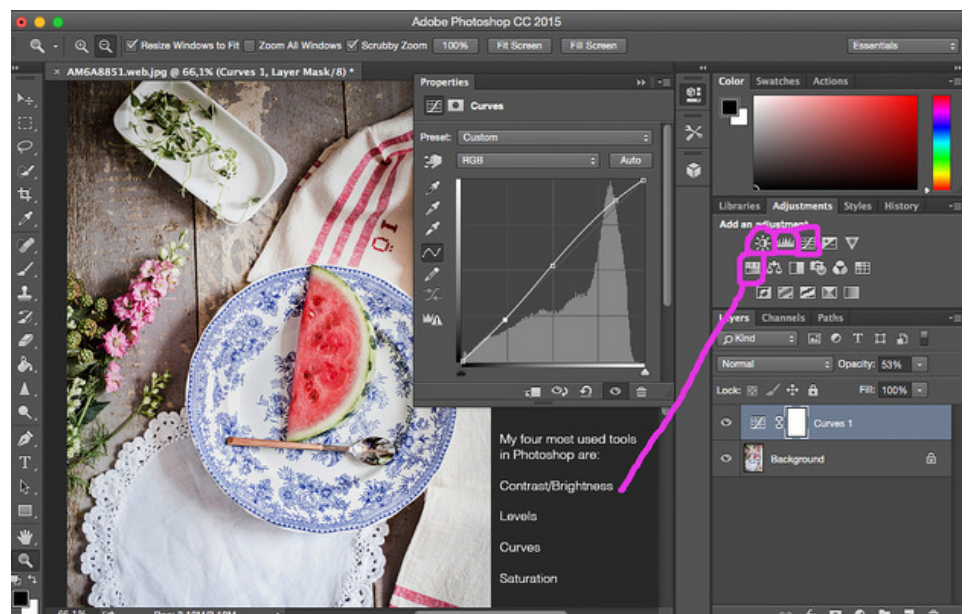 Adobe Photoshop CC 2015
Resize Windows to Fit Zoom All Windows Scrubby Zoom 100% Fit Screen Fill Screen Essentials
× AM6A8851.web.jpg @ 66,1% (Curves 1, Layer Mask/8) *
Properties
Curves
Preset: Custom
RGB Auto
Color Swatches Actions
Libraries Adjustments Styles History
Add an adjustment
Layers Channels Paths
Kind
Normal Opacity: 53%
Lock: Fill: 100%
Curves 1
Background
My four most used tools
in Photoshop are:
Contrast/Brightness
Levels
Curves
Saturation